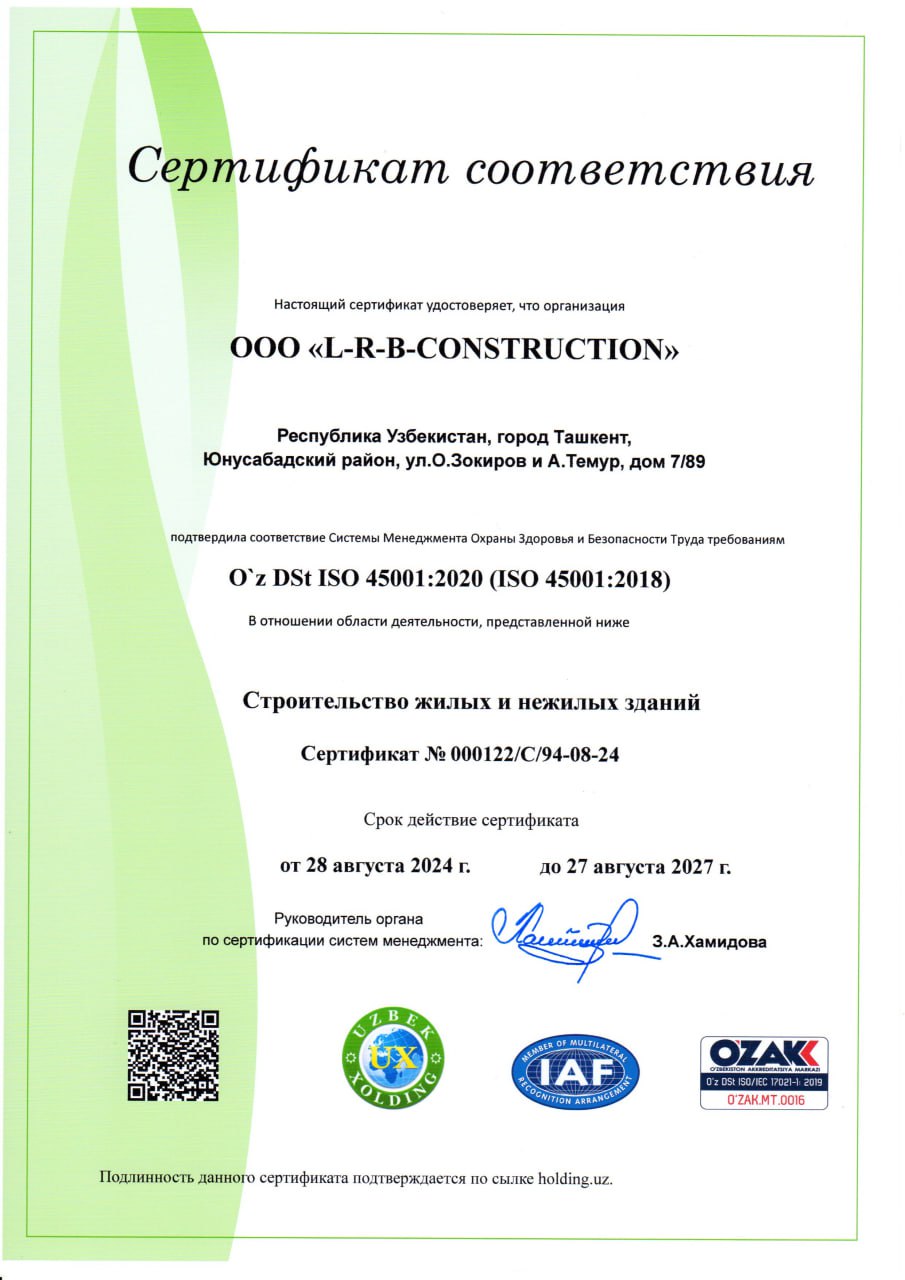 Сертификат соответствия
Настоящий сертификат удостоверяет, что организация
ООО «L-R-B-CONSTRUCTION»
Республика Узбекистан, город Ташкент,
Юнусабадский район, ул.О.Зокиров и А.Темур, дом 7/89
подтвердила соответствие Системы Менеджмента Охраны Здоровья и Безопасности Труда требованиям
O`z DSt ISO 45001:2020 (ISO 45001:2018)
В отношении области деятельности, представленной ниже
Строительство жилых и нежилых зданий
Сертификат № 000122/С/94-08-24
Срок действие сертификата
от 28 августа 2024 г. до 27 августа 2027 г.
Руководитель органа
по сертификации систем менеджмента: З.А.Хамидова
UZBEK
UX
XOLDING
MEMBER OF MULTILATERAL
IAF
RECOGNITION ARRANGEMENT
O'ZAKK
O'ZBEKISTON AKKREDITATSIYA MARKAZI
O'z DSt ISO/IEC 17021-1: 2019
O'ZAK.MT.0016
Подлинность данного сертификата подтверждается по сылке holding.uz.